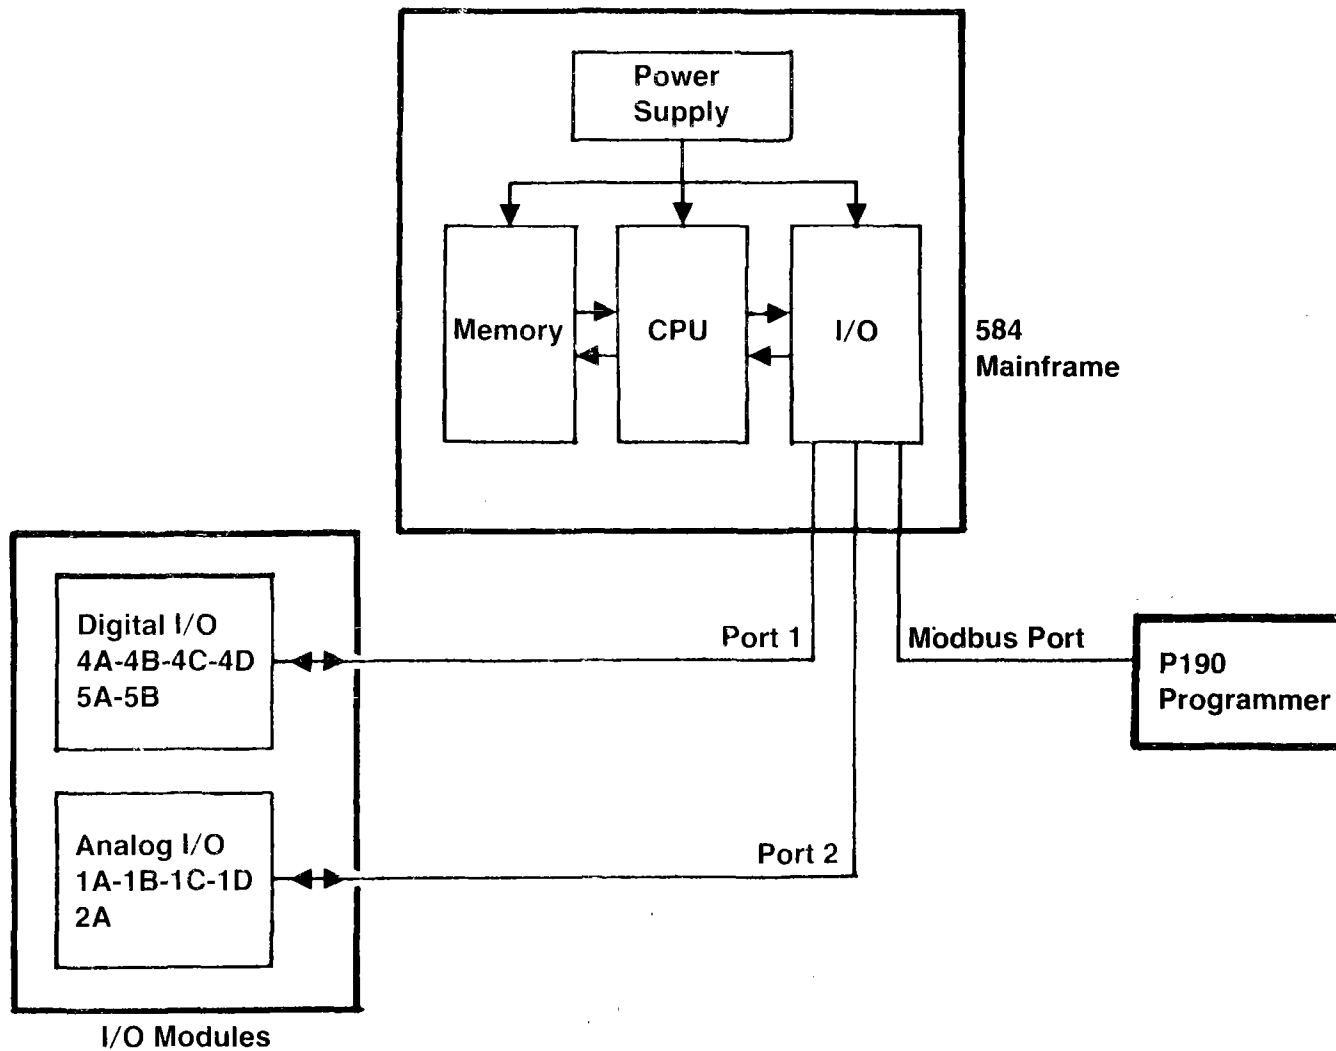 Power
Supply
Memory
CPU
I/O
584
Mainframe
Digital I/O
4A-4B-4C-4D
5A-5B
Port 1
Modbus Port
P190
Programmer
Analog I/O
1A-1B-1C-1D
2A
Port 2
I/O Modules